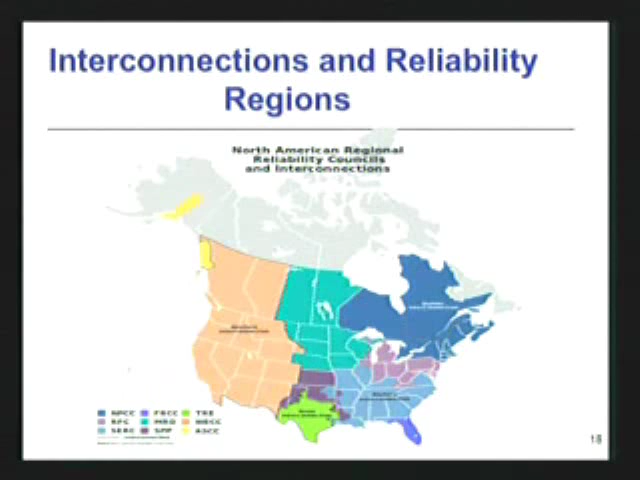 Interconnections and Reliability
Regions
North American Regional
Reliability Councils
and Interconnections
NPCC FRCC TRE
RFC MRO WECC
SERC SPP ASCC
18